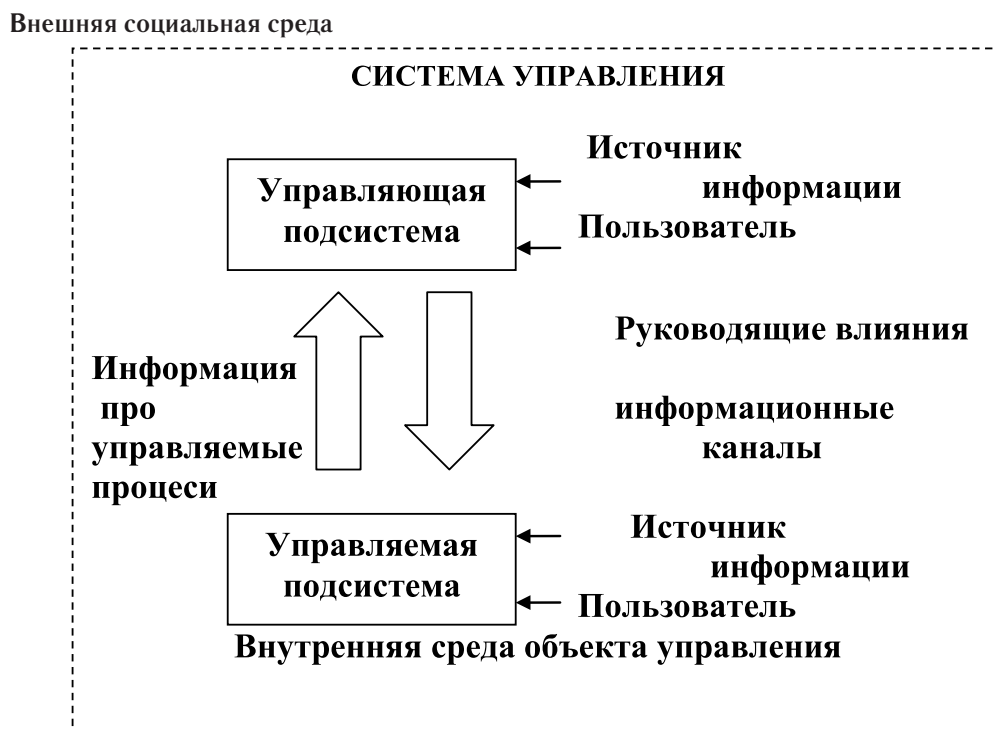 Внешняя социальная среда
СИСТЕМА УПРАВЛЕНИЯ
Управляющая
подсистема
Источник
информации
Пользователь
Информация
про
управляемые
процеси
Руководящие влияния
информационные
каналы
Управляемая
подсистема
Источник
информации
Пользователь
Внутренняя среда объекта управления